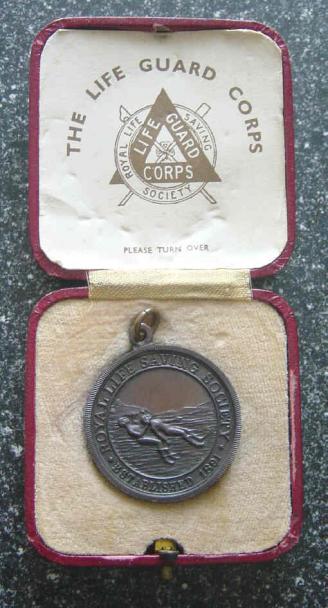 THE LIFE GUARD CORPS
ROYAL LIFE SAVING SOCIETY
LIFE GUARD CORPS
PLEASE TURN OVER
ROYAL LIFE SAVING SOCIETY
ESTABLISHED 1891